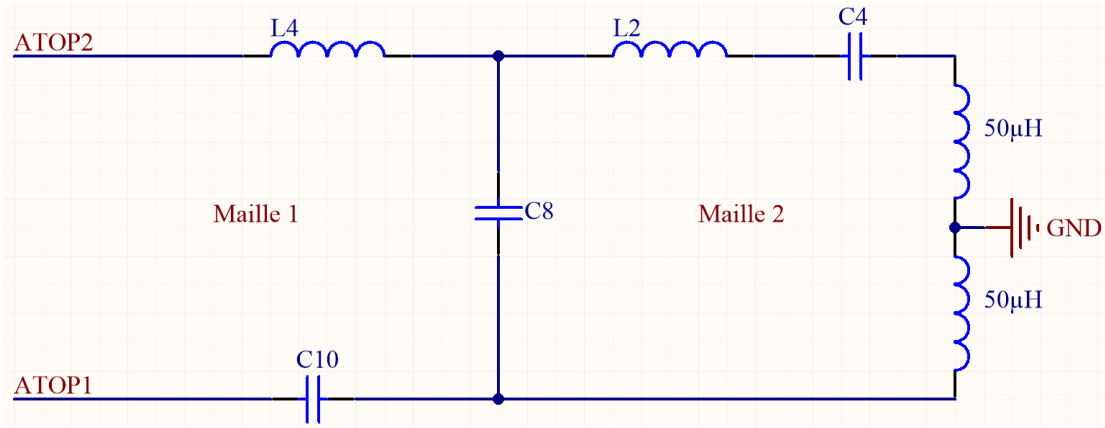 L4
L2
C4
ATOP2
50µH
Maille 1
C8
Maille 2
GND
50µH
C10
ATOP1